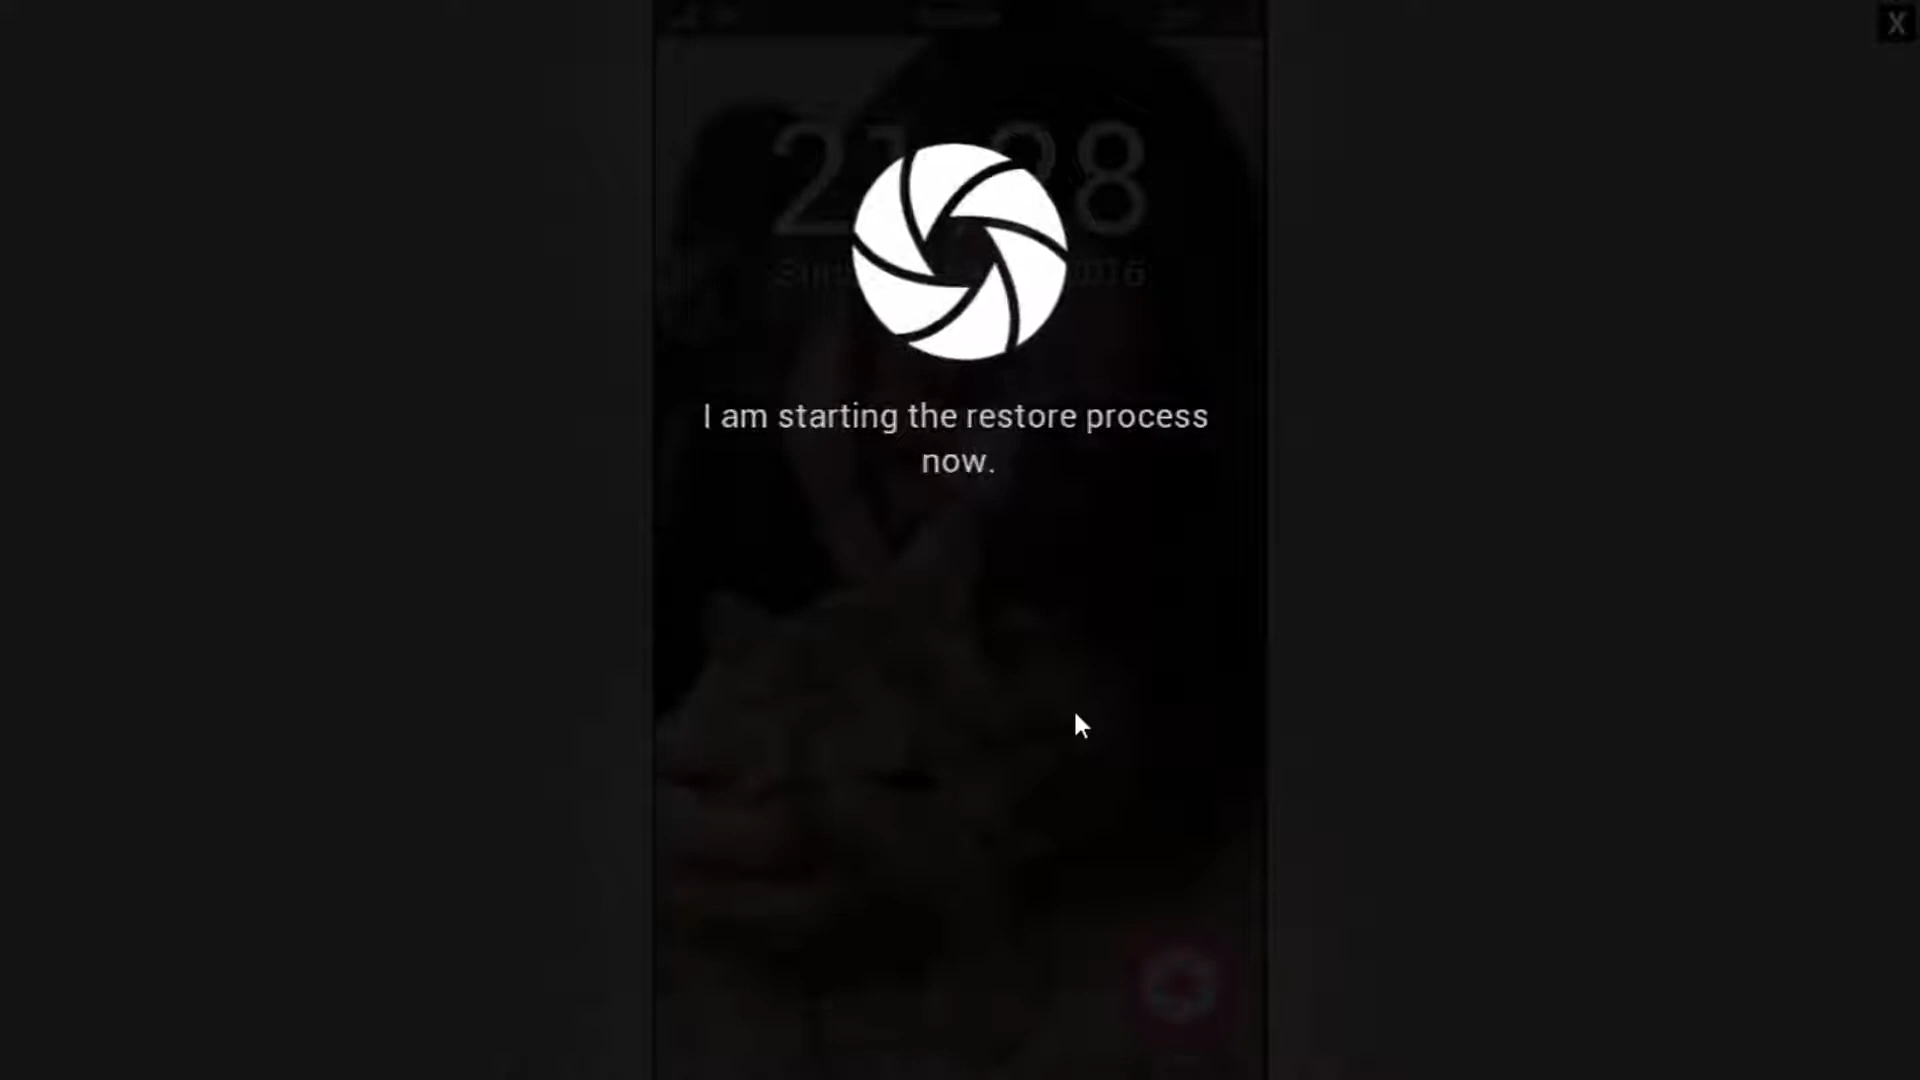 X
I am starting the restore process
now.